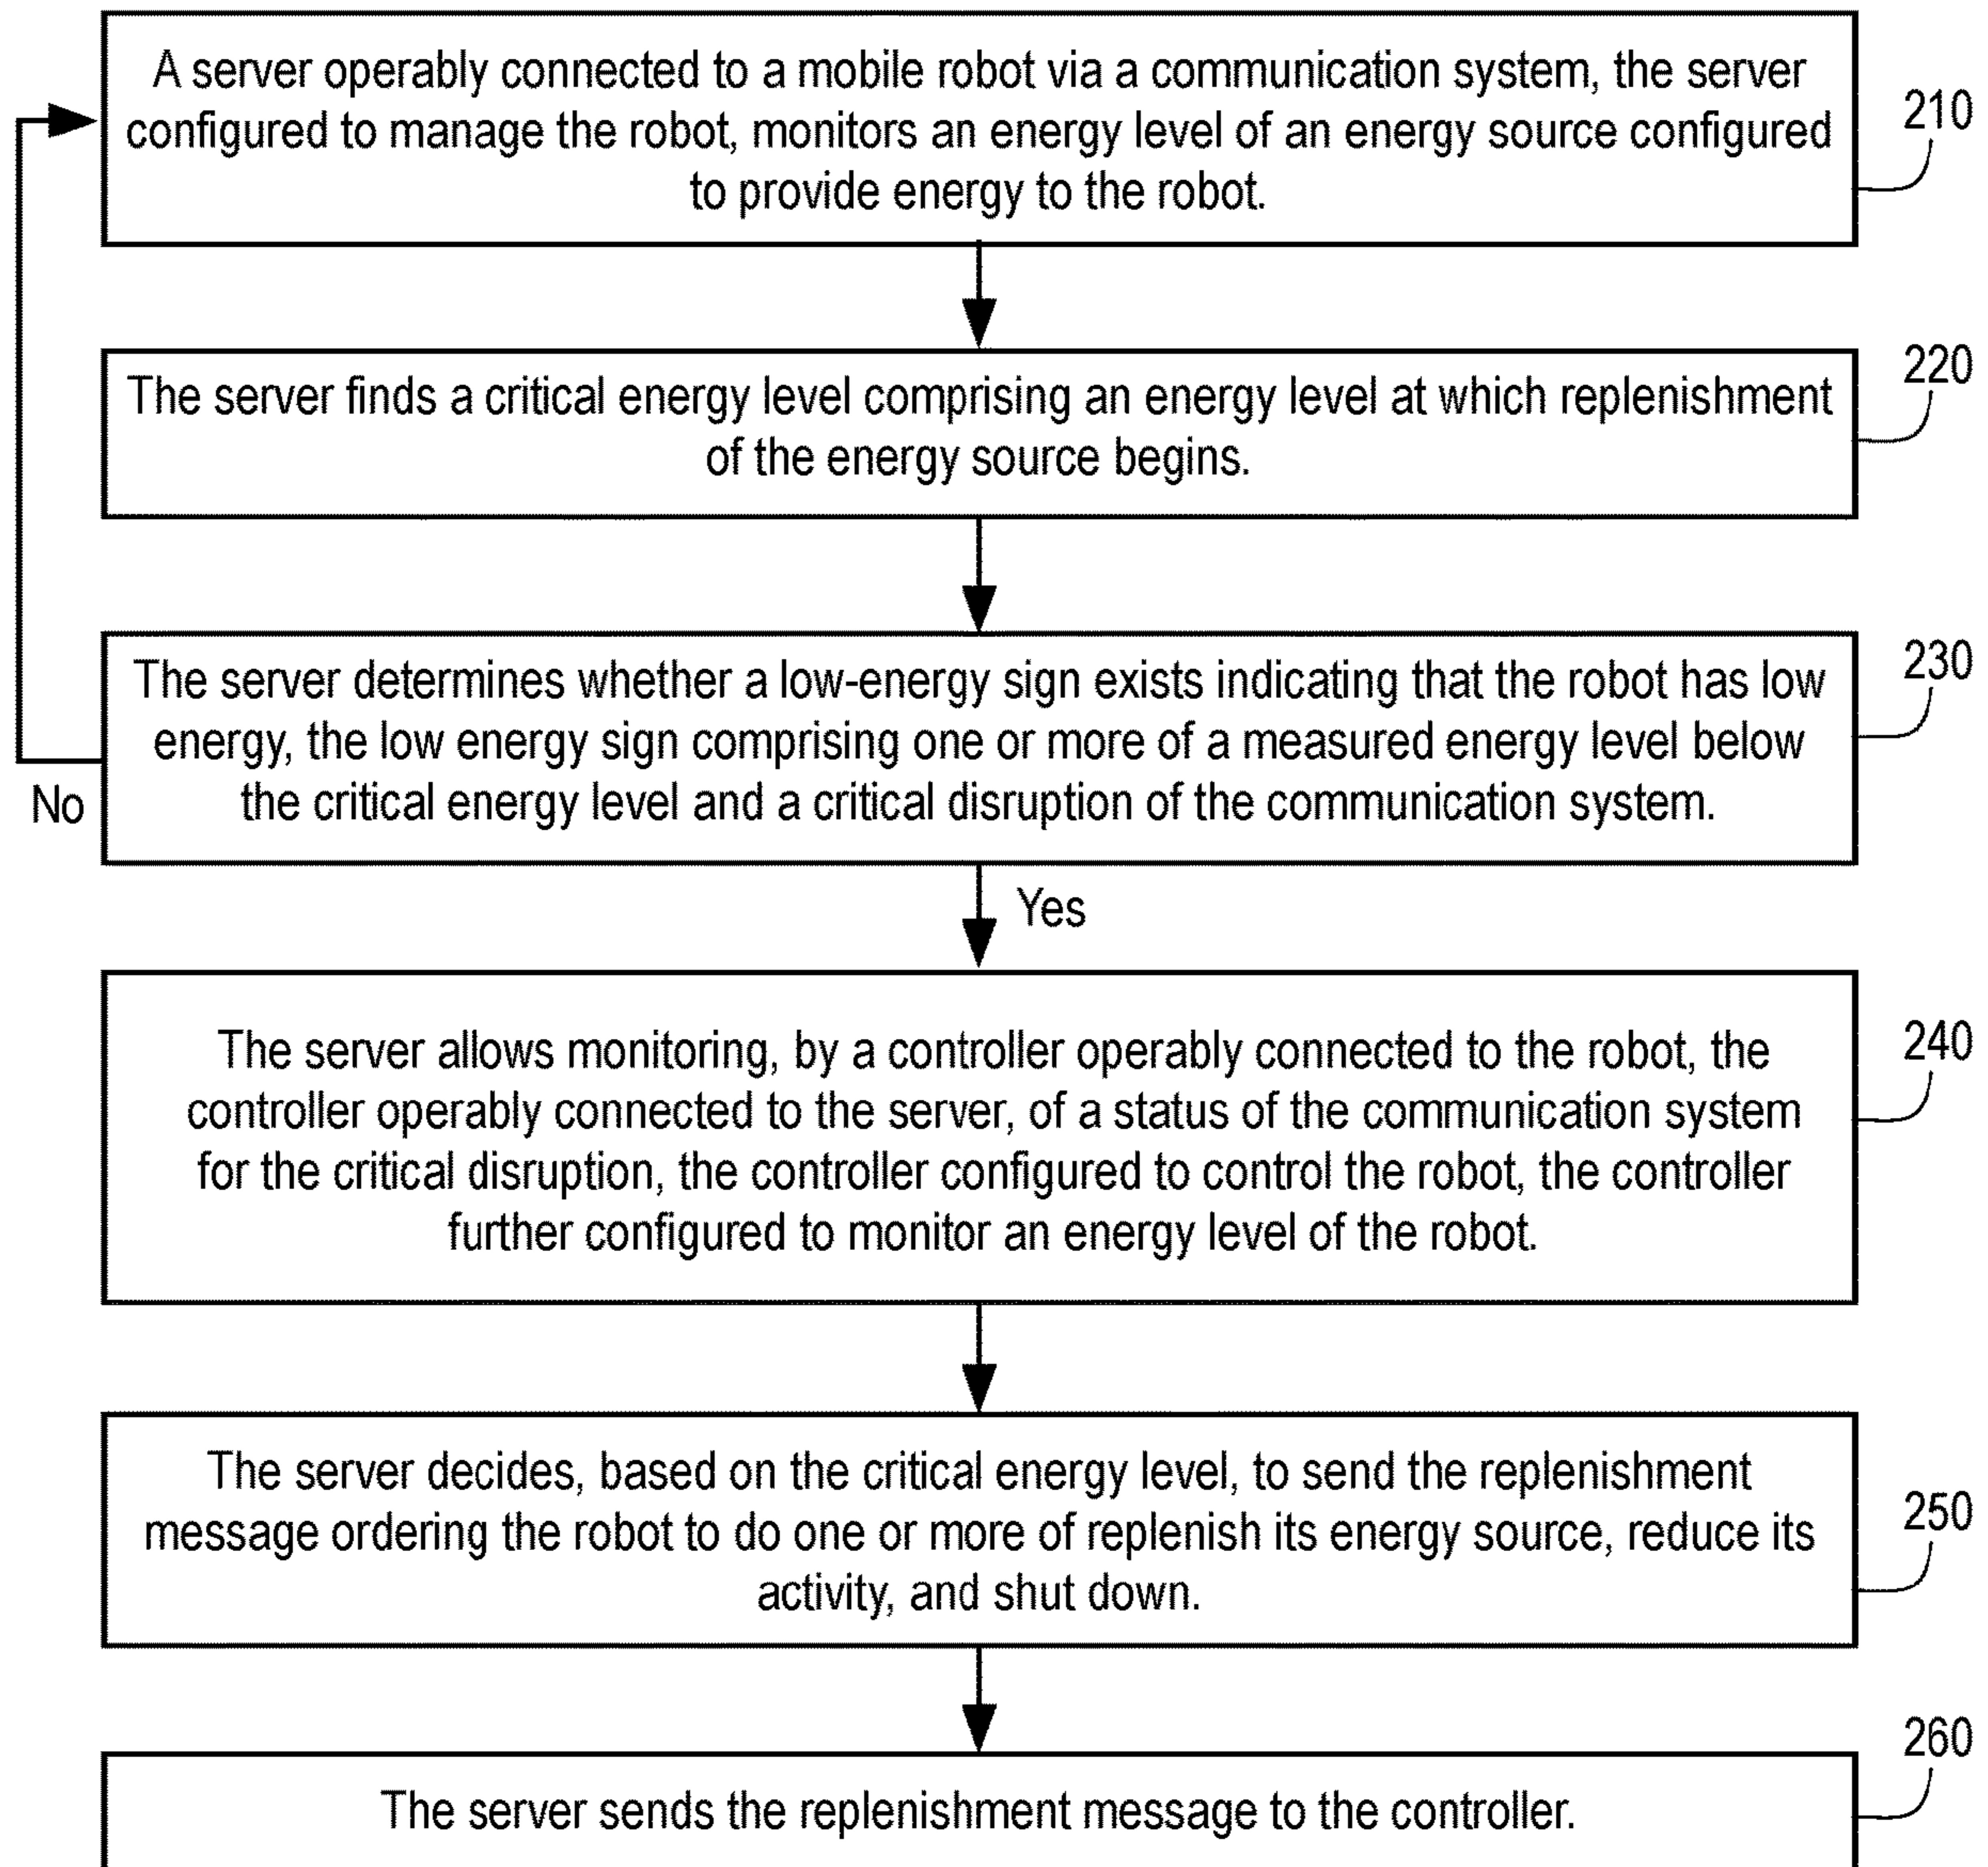 A server operably connected to a mobile robot via a communication system, the server
configured to manage the robot, monitors an energy level of an energy source configured
to provide energy to the robot.
210
The server finds a critical energy level comprising an energy level at which replenishment
of the energy source begins.
220
The server determines whether a low-energy sign exists indicating that the robot has low
energy, the low energy sign comprising one or more of a measured energy level below
the critical energy level and a critical disruption of the communication system.
230
No
Yes
The server allows monitoring, by a controller operably connected to the robot, the
controller operably connected to the server, of a status of the communication system
for the critical disruption, the controller configured to control the robot, the controller
further configured to monitor an energy level of the robot.
240
The server decides, based on the critical energy level, to send the replenishment
message ordering the robot to do one or more of replenish its energy source, reduce its
activity, and shut down.
250
The server sends the replenishment message to the controller.
260